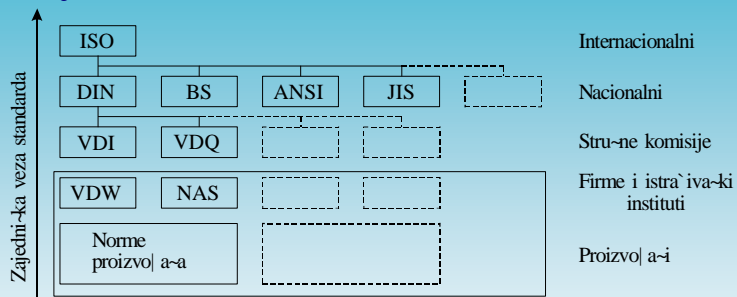 ISO
Internacionalni
DIN BS ANSI JIS
Nacionalni
VDI VDQ
Stru~ne komisije
VDW NAS
Firme i istra`iva~ki
instituti
Norme
proizvo| a~a
Proizvo| a~i
Zajedni~ka veza standarda